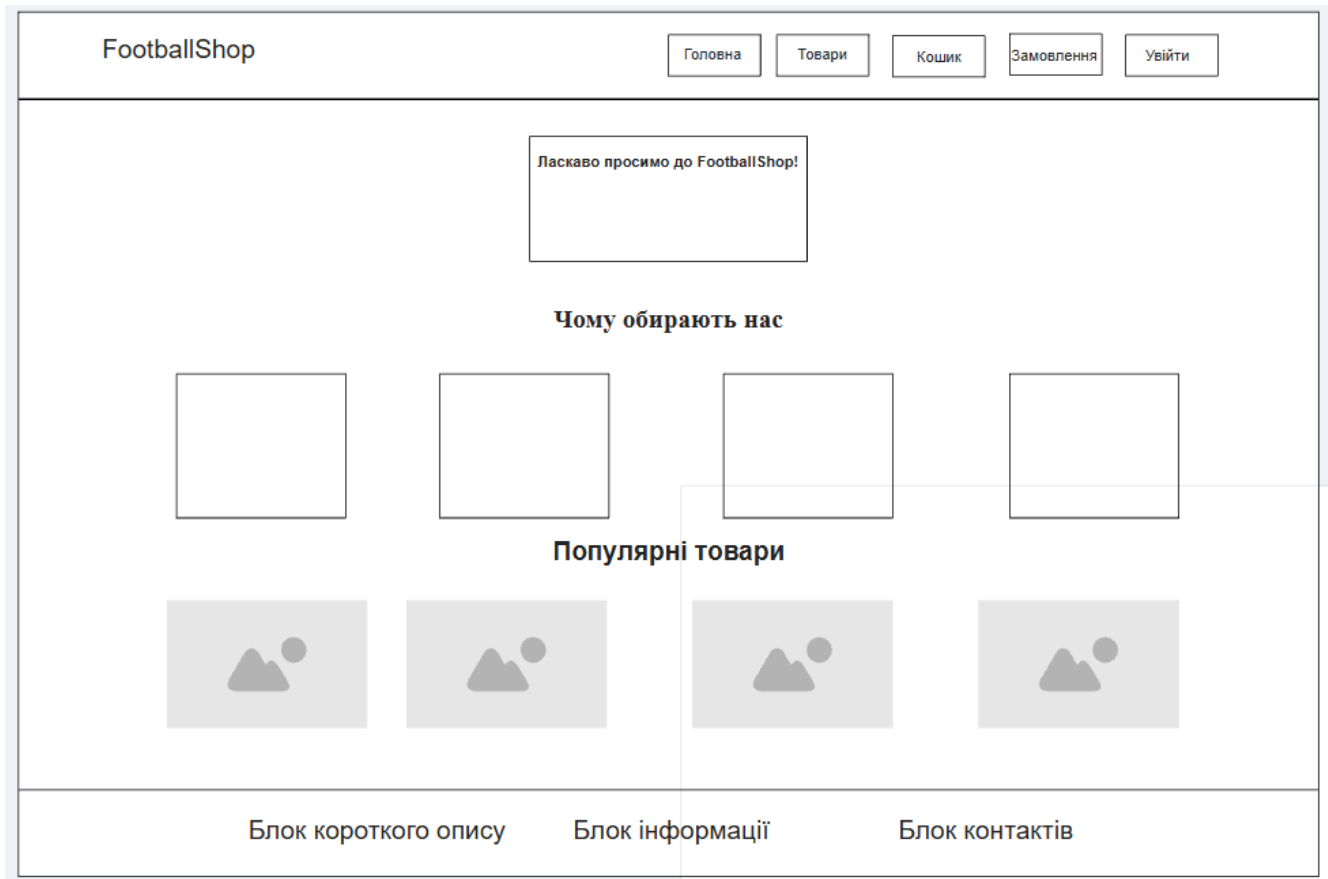 FootballShop
Головна
Товари
Кошик
Замовлення
Увійти
Ласкаво просимо до FootballShop!
Чому обирають нас
Популярні товари
Блок короткого опису
Блок інформації
Блок контактів